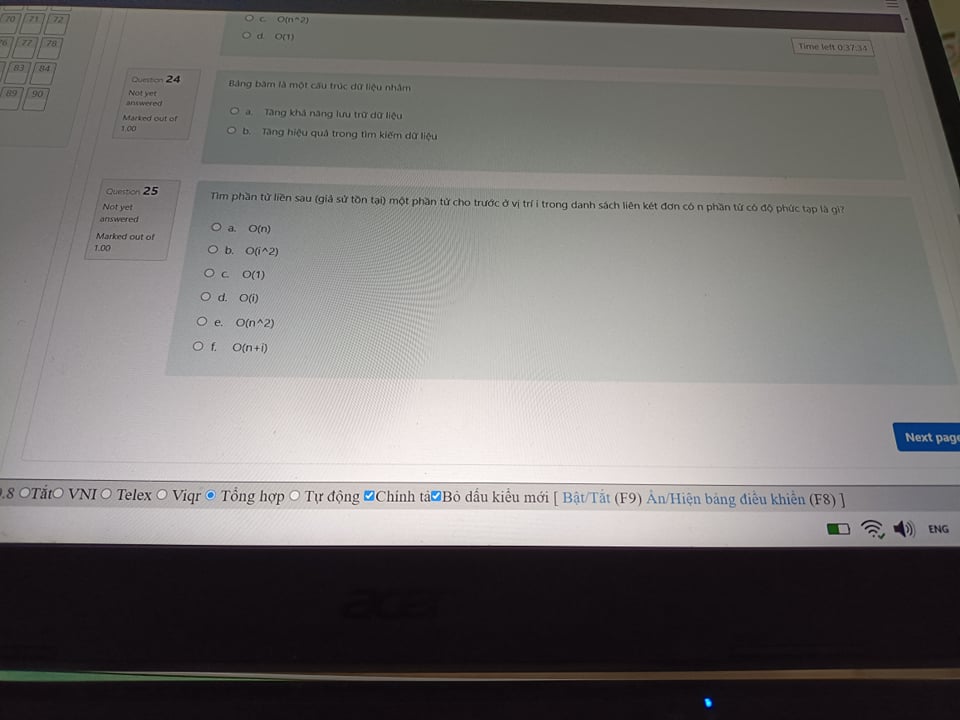 70 71 72
76 77 78
83 84
89 90
c. O(n^2)
d. O(1)
Time left 0:37:34
Question 24
Not yet
answered
Marked out of
1.00
Bảng băm là một cấu trúc dữ liệu nhằm
a. Tăng khả năng lưu trữ dữ liệu
b. Tăng hiệu quả trong tìm kiếm dữ liệu
Question 25
Not yet
answered
Marked out of
1.00
Tìm phần tử liền sau (giả sử tồn tại) một phần tử cho trước ở vị trí i trong danh sách liên kết đơn có n phần tử có độ phức tạp là gì?
a. O(n)
b. O(i^2)
c. O(1)
d. O(i)
e. O(n^2)
f. O(n+i)
Next page
.8 Tắt VNI Telex Viqr Tổng hợp Tự động Chính tả Bỏ dấu kiểu mới [ Bật/Tắt (F9) Ẩn/Hiện bảng điều khiển (F8) ]
ENG
acer